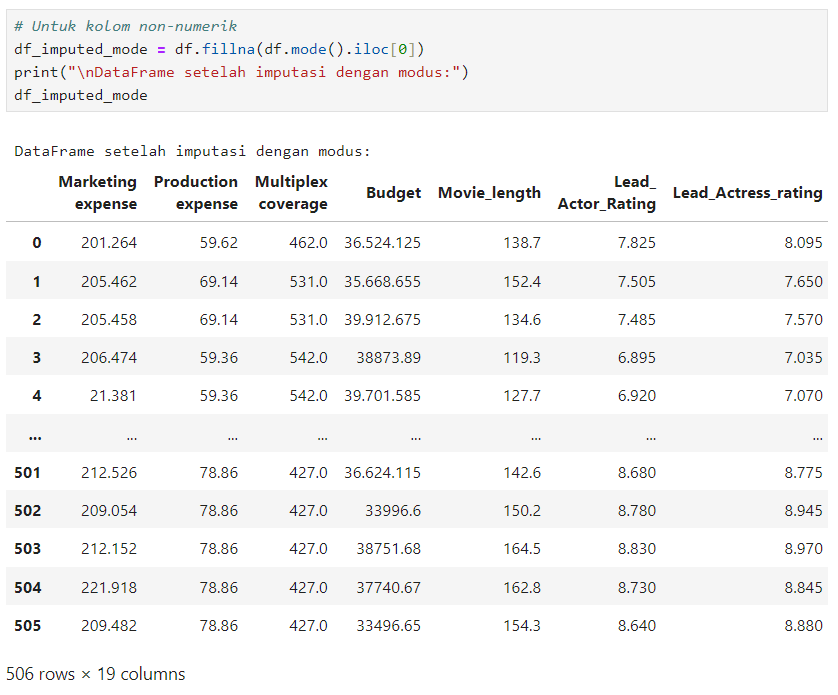 # Untuk kolom non-numerik
df_imputed_mode = df.fillna(df.mode().iloc[0])
print("\nDataFrame setelah imputasi dengan modus:")
df_imputed_mode
DataFrame setelah imputasi dengan modus:
Marketing expense Production expense Multiplex coverage Budget Movie_length Lead_ Actor_Rating Lead_Actress_rating
0 201.264 59.62 462.0 36.524.125 138.7 7.825 8.095
1 205.462 69.14 531.0 35.668.655 152.4 7.505 7.650
2 205.458 69.14 531.0 39.912.675 134.6 7.485 7.570
3 206.474 59.36 542.0 38873.89 119.3 6.895 7.035
4 21.381 59.36 542.0 39.701.585 127.7 6.920 7.070
... ... ... ... ... ... ... ...
501 212.526 78.86 427.0 36.624.115 142.6 8.680 8.775
502 209.054 78.86 427.0 33996.6 150.2 8.780 8.945
503 212.152 78.86 427.0 38751.68 164.5 8.830 8.970
504 221.918 78.86 427.0 37740.67 162.8 8.730 8.845
505 209.482 78.86 427.0 33496.65 154.3 8.640 8.880
506 rows × 19 columns